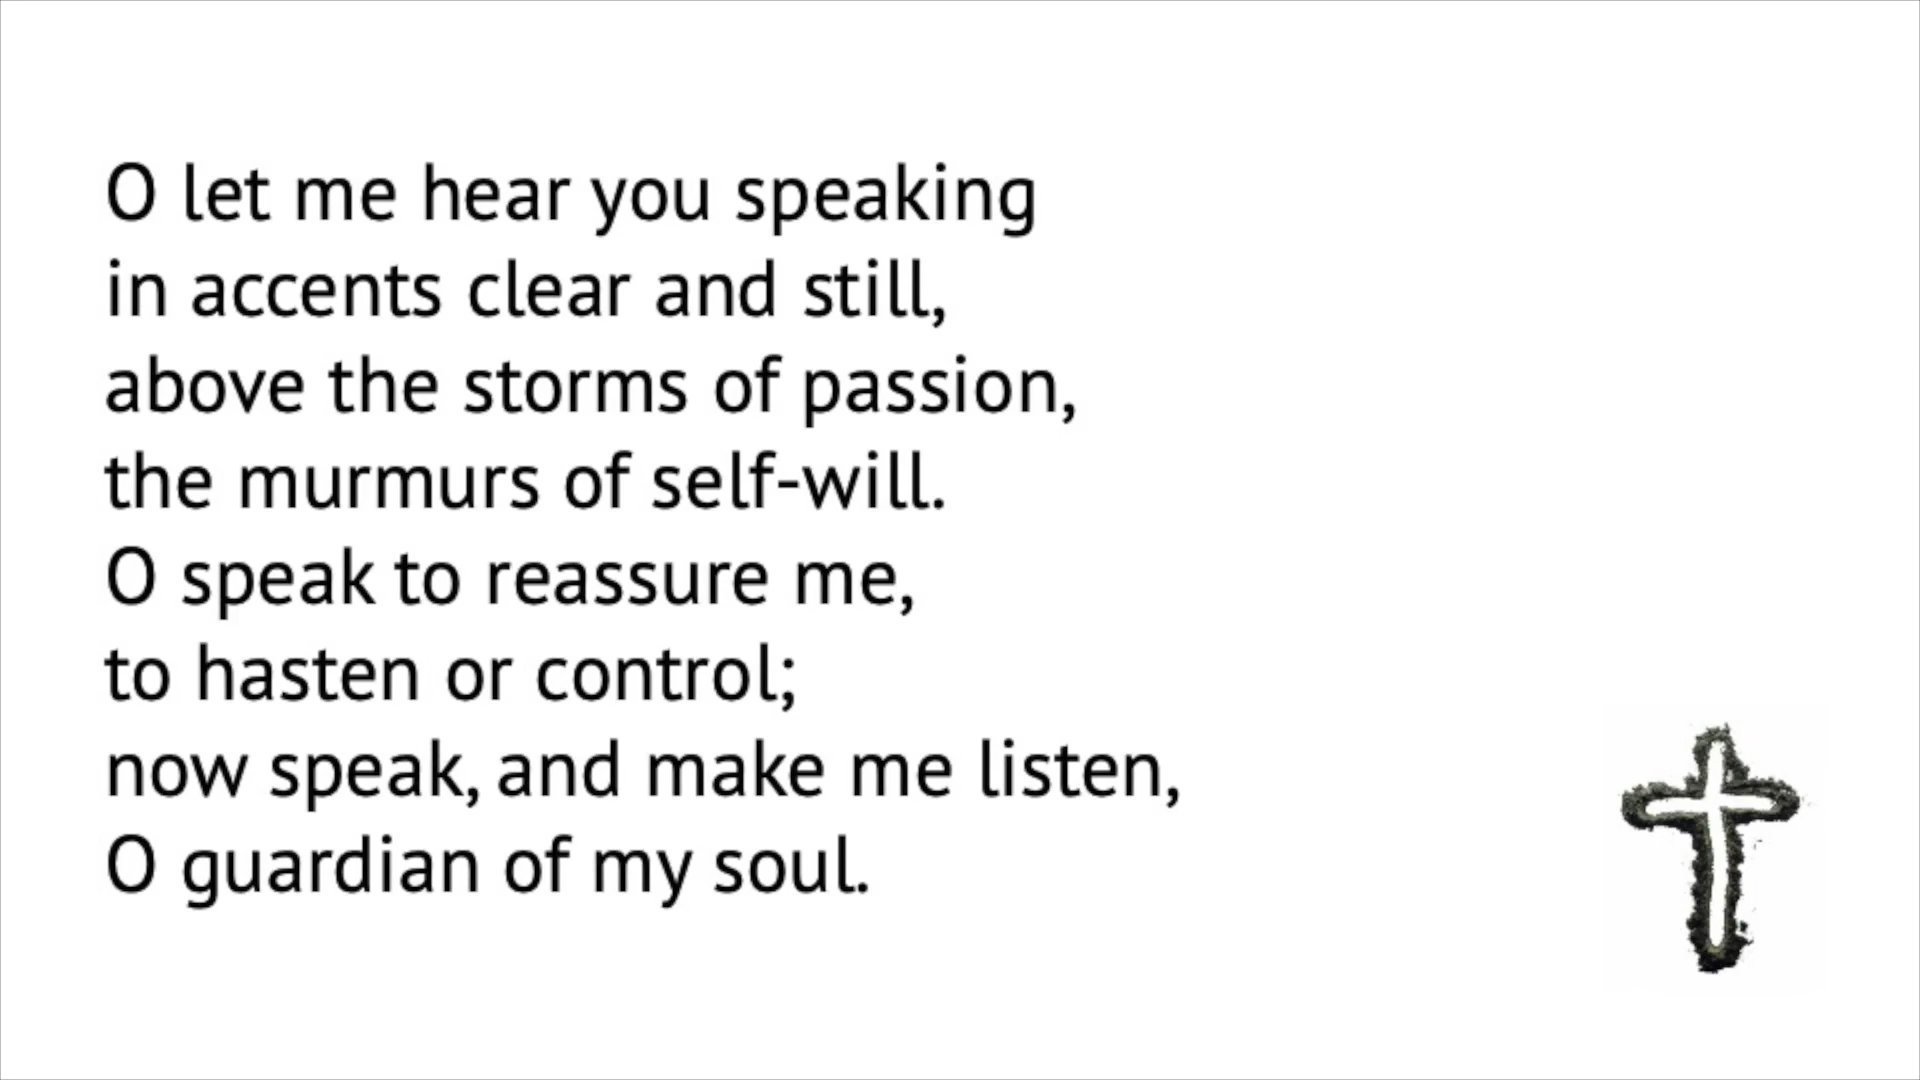 O let me hear you speaking
in accents clear and still,
above the storms of passion,
the murmurs of self-will.
O speak to reassure me,
to hasten or control;
now speak, and make me listen,
O guardian of my soul.